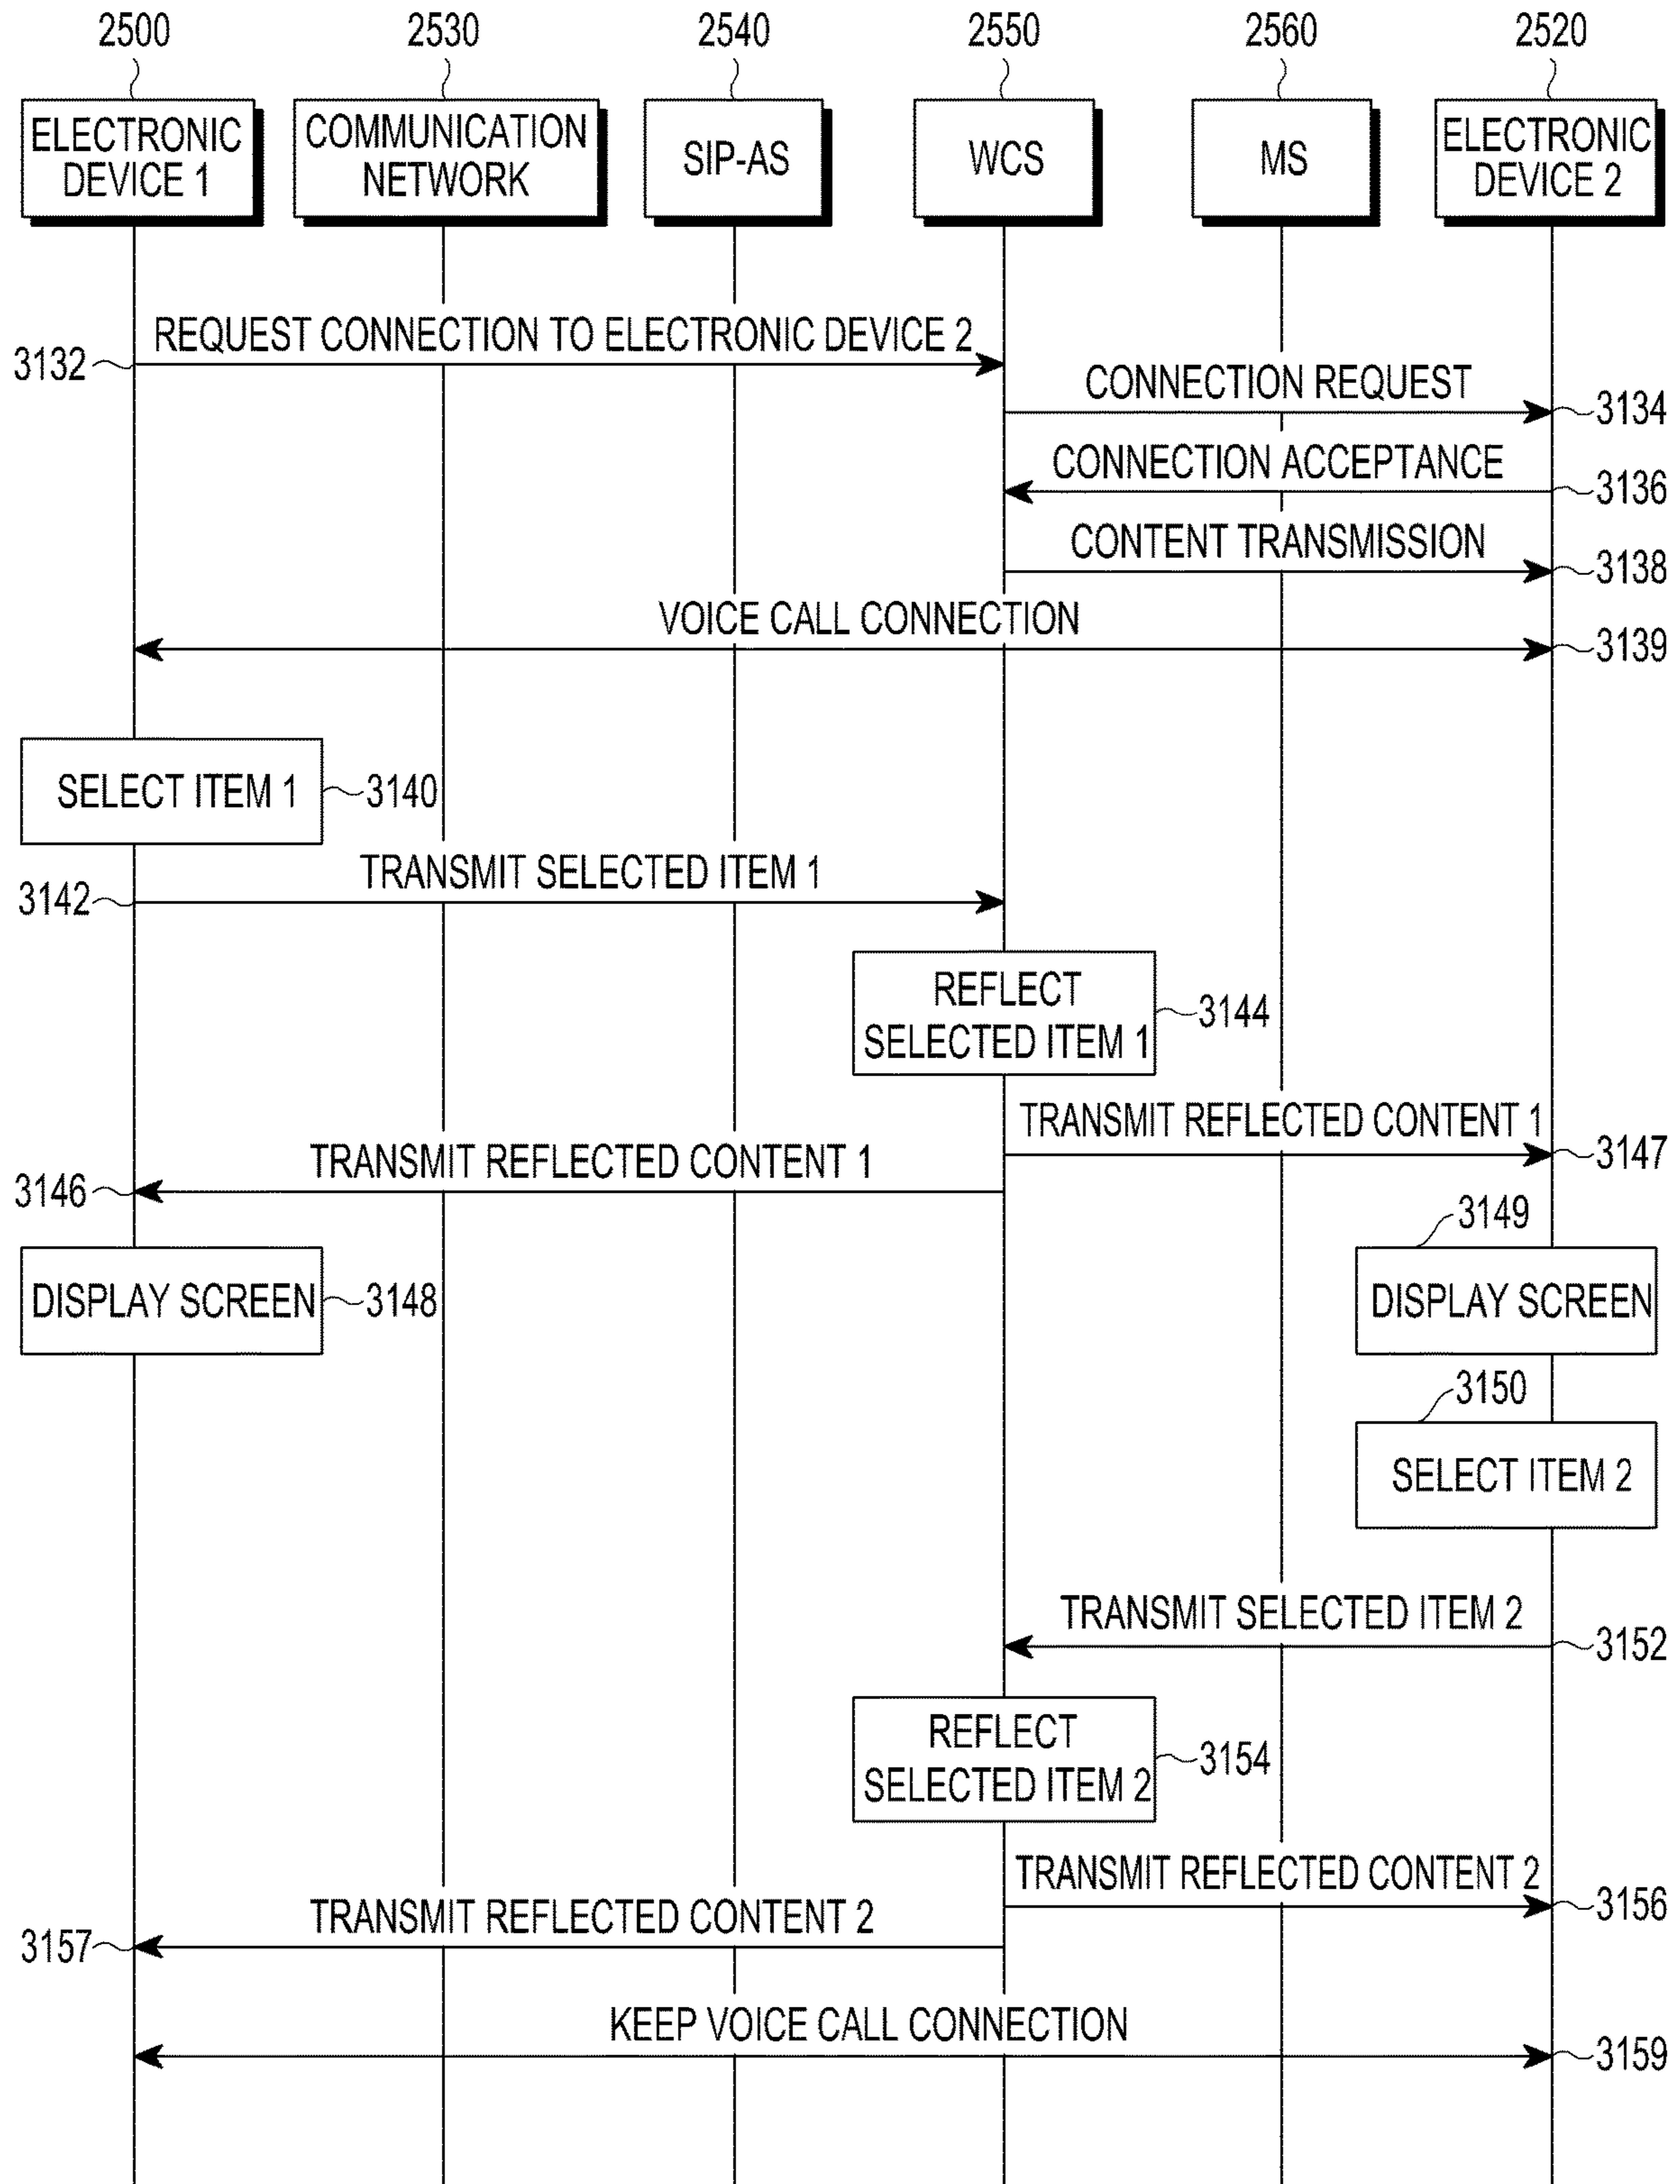 2500 2530 2540 2550 2560 2520
ELECTRONIC
DEVICE 1
COMMUNICATION
NETWORK
SIP-AS
WCS
MS
ELECTRONIC
DEVICE 2
REQUEST CONNECTION TO ELECTRONIC DEVICE 2
3132
CONNECTION REQUEST
3134
CONNECTION ACCEPTANCE
3136
CONTENT TRANSMISSION
3138
VOICE CALL CONNECTION
3139
SELECT ITEM 1
3140
TRANSMIT SELECTED ITEM 1
3142
REFLECT
SELECTED ITEM 1
3144
TRANSMIT REFLECTED CONTENT 1
3147
TRANSMIT REFLECTED CONTENT 1
3146
3149
DISPLAY SCREEN
3148
DISPLAY SCREEN
3150
SELECT ITEM 2
TRANSMIT SELECTED ITEM 2
3152
REFLECT
SELECTED ITEM 2
3154
TRANSMIT REFLECTED CONTENT 2
3156
TRANSMIT REFLECTED CONTENT 2
3157
KEEP VOICE CALL CONNECTION
3159